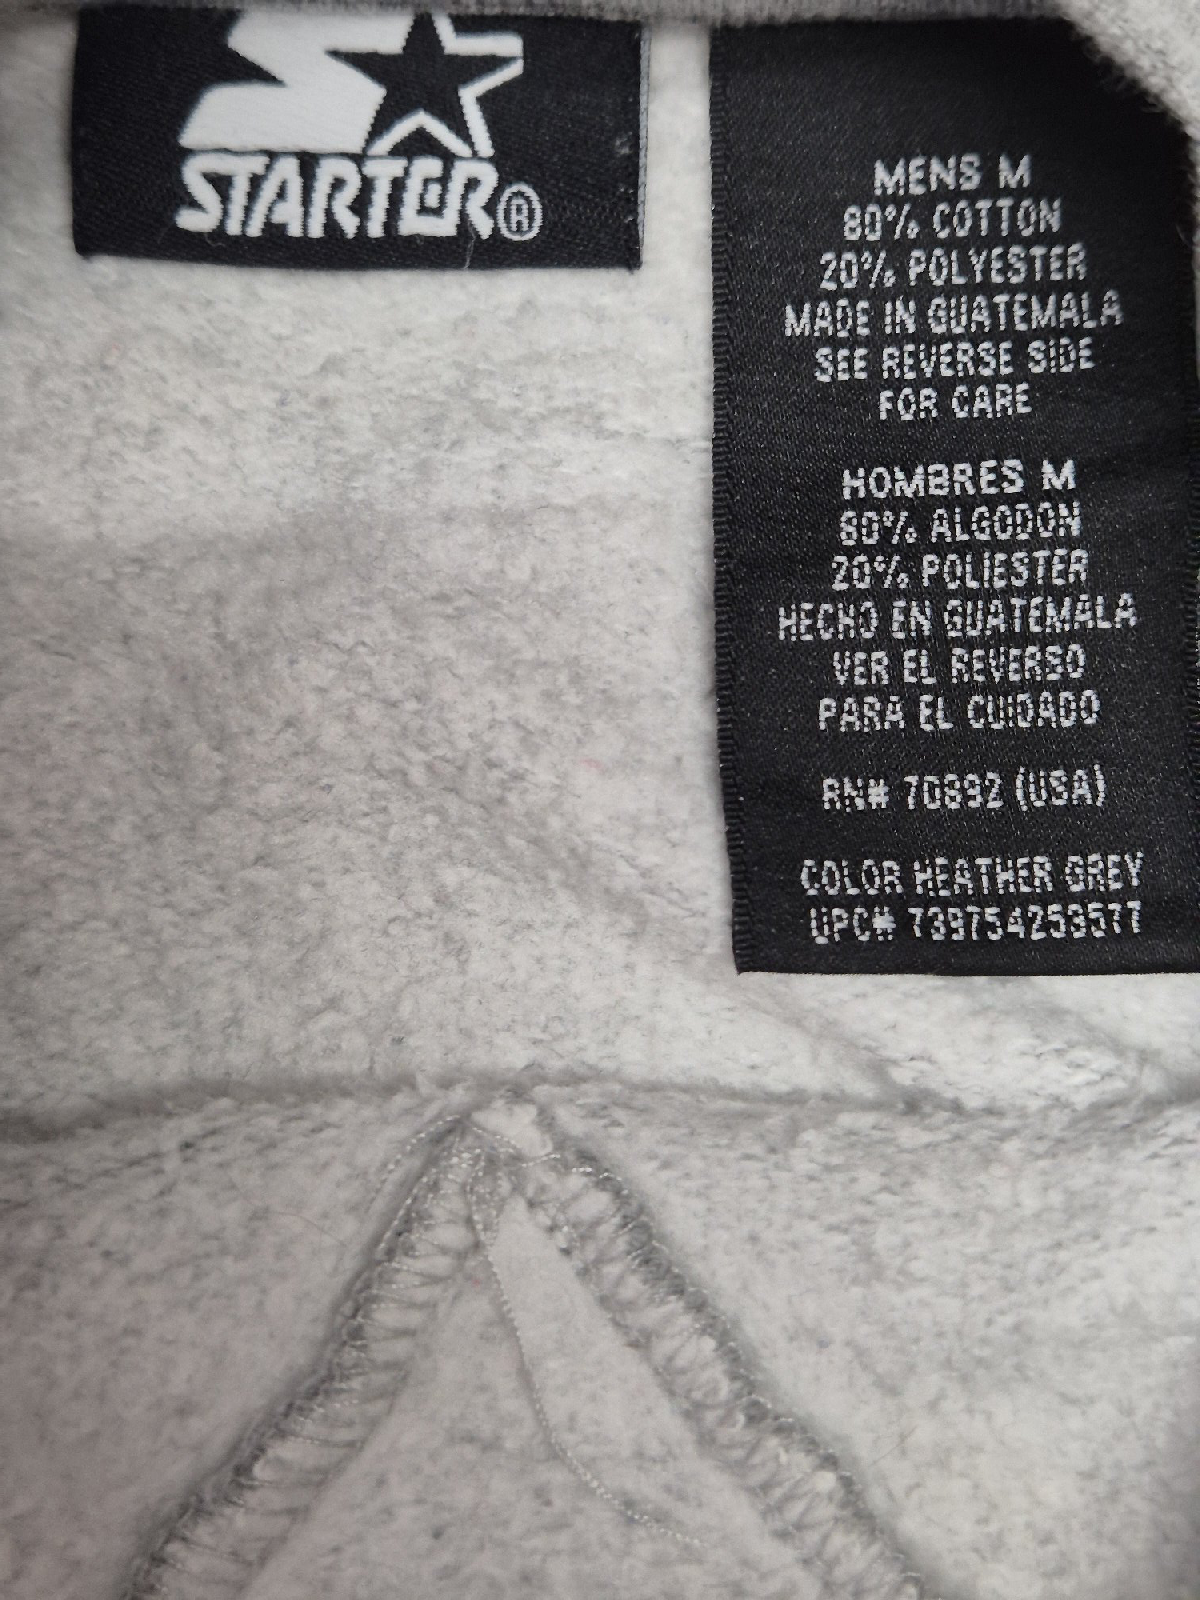 STARTER®
MENS M
80% COTTON
20% POLYESTER
MADE IN GUATEMALA
SEE REVERSE SIDE
FOR CARE
HOMBRES M
80% ALGODON
20% POLIESTER
HECHO EN GUATEMALA
VER EL REVERSO
PARA EL CUIDADO
RN# 70892 (USA)
COLOR HEATHER GREY
UPC# 739754253577